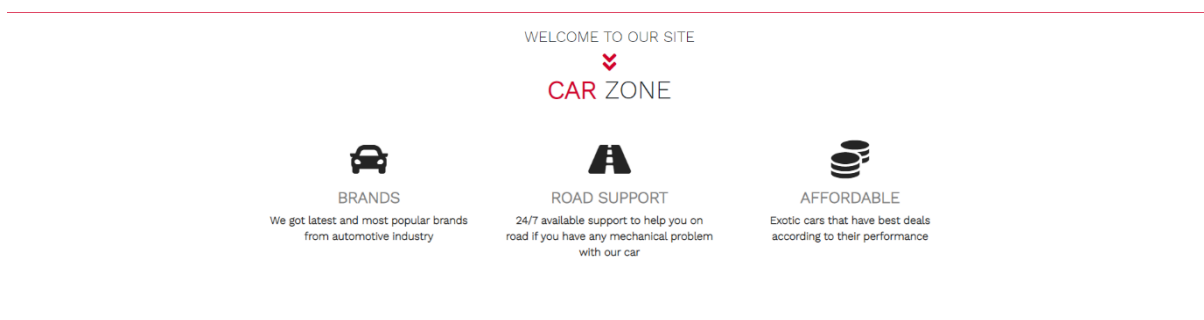 WELCOME TO OUR SITE
CAR ZONE
BRANDS
We got latest and most popular brands
from automotive industry
ROAD SUPPORT
24/7 available support to help you on
road if you have any mechanical problem
with our car
AFFORDABLE
Exotic cars that have best deals
according to their performance